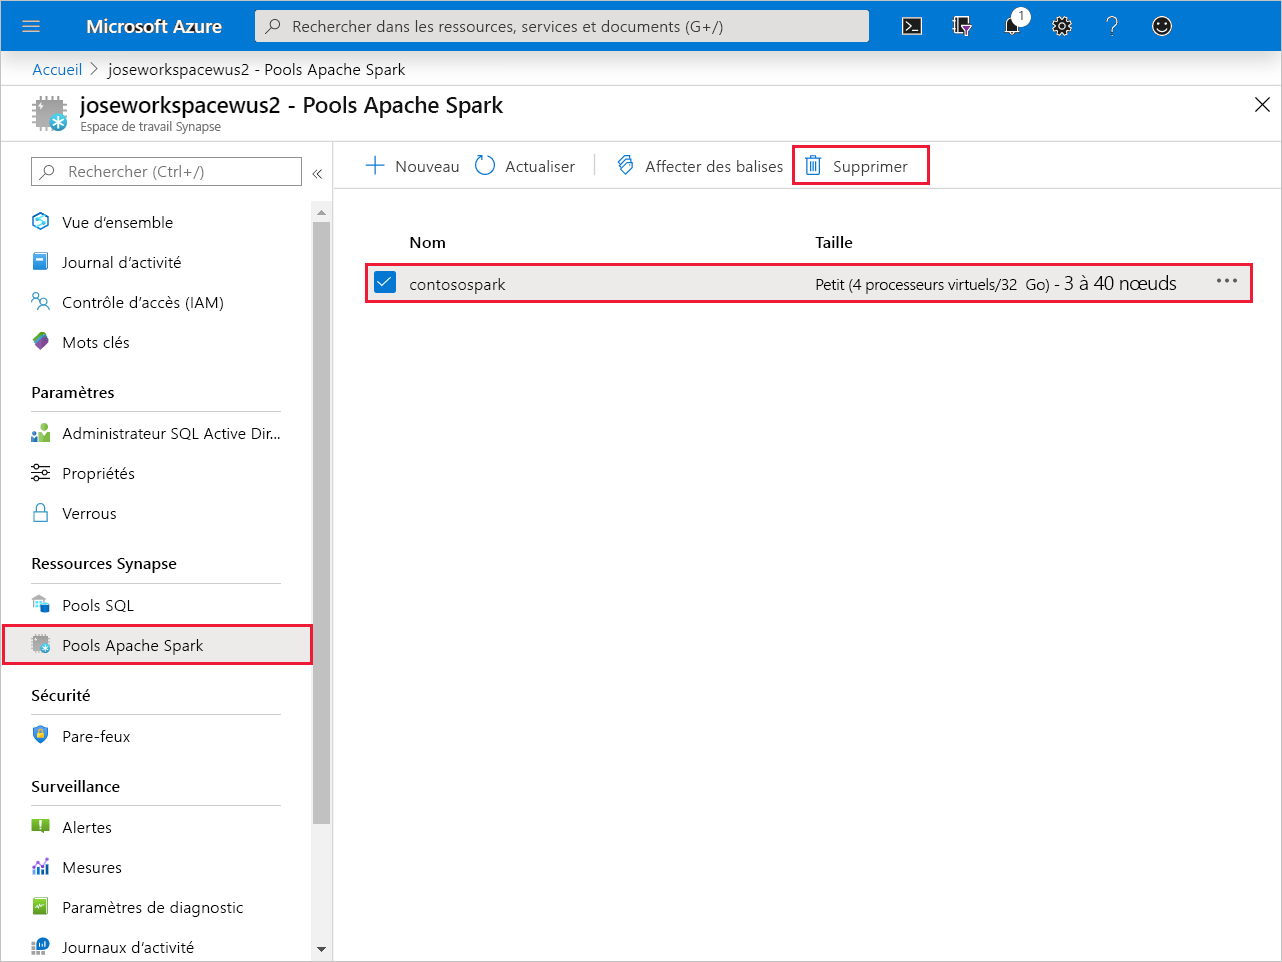 Microsoft Azure
Rechercher dans les ressources, services et documents (G+/)
1
Accueil > joseworkspacewus2 - Pools Apache Spark
joseworkspacewus2 - Pools Apache Spark
Espace de travail Synapse
Rechercher (Ctrl+/)
«
Nouveau
Actualiser
Affecter des balises
Supprimer
Vue d’ensemble
Journal d’activité
Contrôle d’accès (IAM)
Mots clés
Paramètres
Administrateur SQL Active Dir...
Propriétés
Verrous
Ressources Synapse
Pools SQL
Pools Apache Spark
Sécurité
Pare-feux
Surveillance
Alertes
Mesures
Paramètres de diagnostic
Journaux d’activité
Nom Taille
contosospark Petit (4 processeurs virtuels/32 Go) - 3 à 40 nœuds